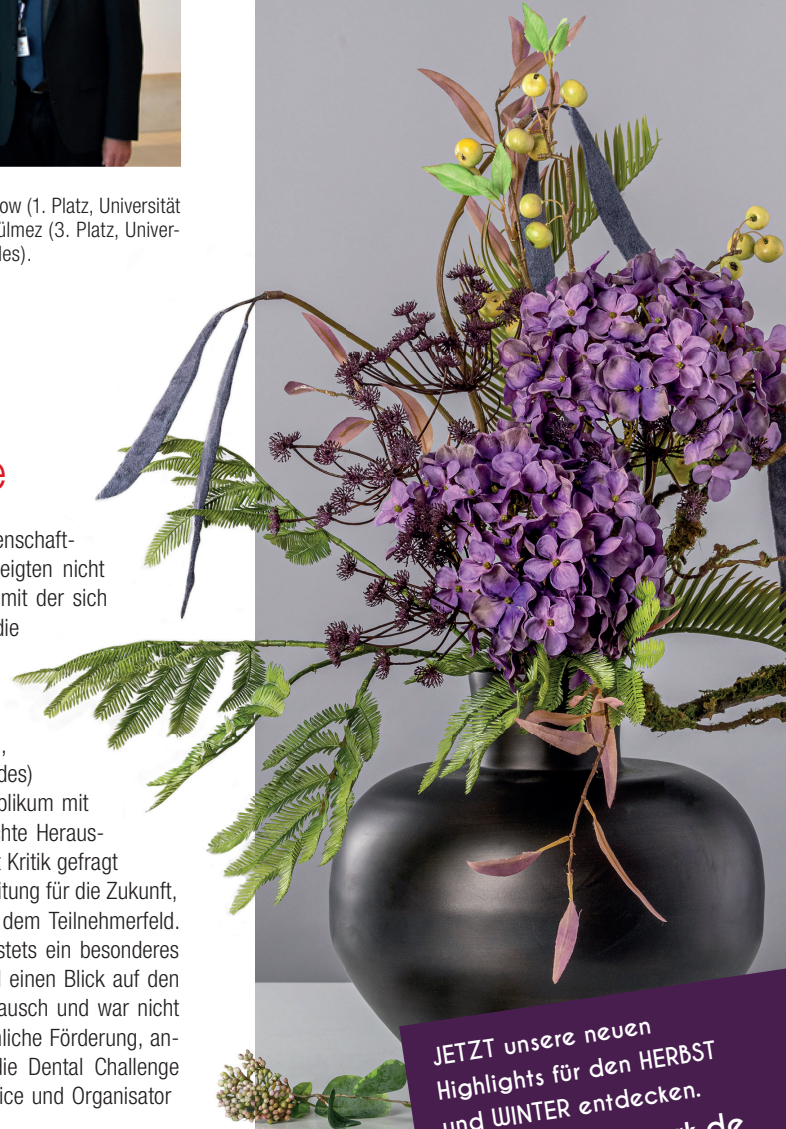 ow (1. Platz, Universität
ülmez (3. Platz, Univer-
des).
e
enschaft-
eigten nicht
mit der sich
die
,
des)
blikum mit
chte Heraus-
t Kritik gefragt
itung für die Zukunft,
dem Teilnehmerfeld.
stets ein besonderes
einen Blick auf den
ausch und war nicht
nliche Förderung, an-
die Dental Challenge
ice und Organisator
JETZT unsere neuen
Highlights für den HERBST
und WINTER entdecken.